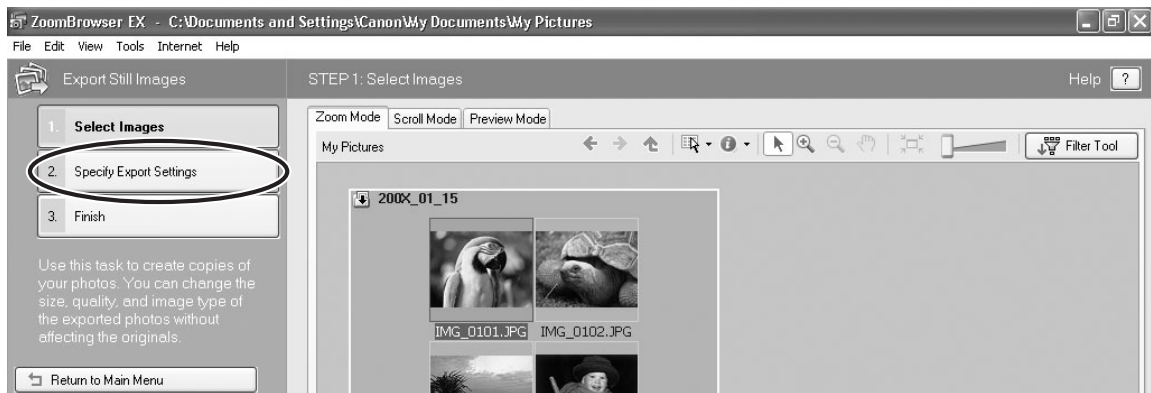 ZoomBrowser EX - C:\Documents and Settings\Canon\My Documents\My Pictures
File Edit View Tools Internet Help
Export Still Images
STEP 1: Select Images
Help ?
1. Select Images
2. Specify Export Settings
3. Finish
Use this task to create copies of
your photos. You can change the
size, quality, and image type of
the exported photos without
affecting the originals.
Return to Main Menu
Zoom Mode Scroll Mode Preview Mode
My Pictures
Filter Tool
200X_01_15
IMG_0101.JPG IMG_0102.JPG